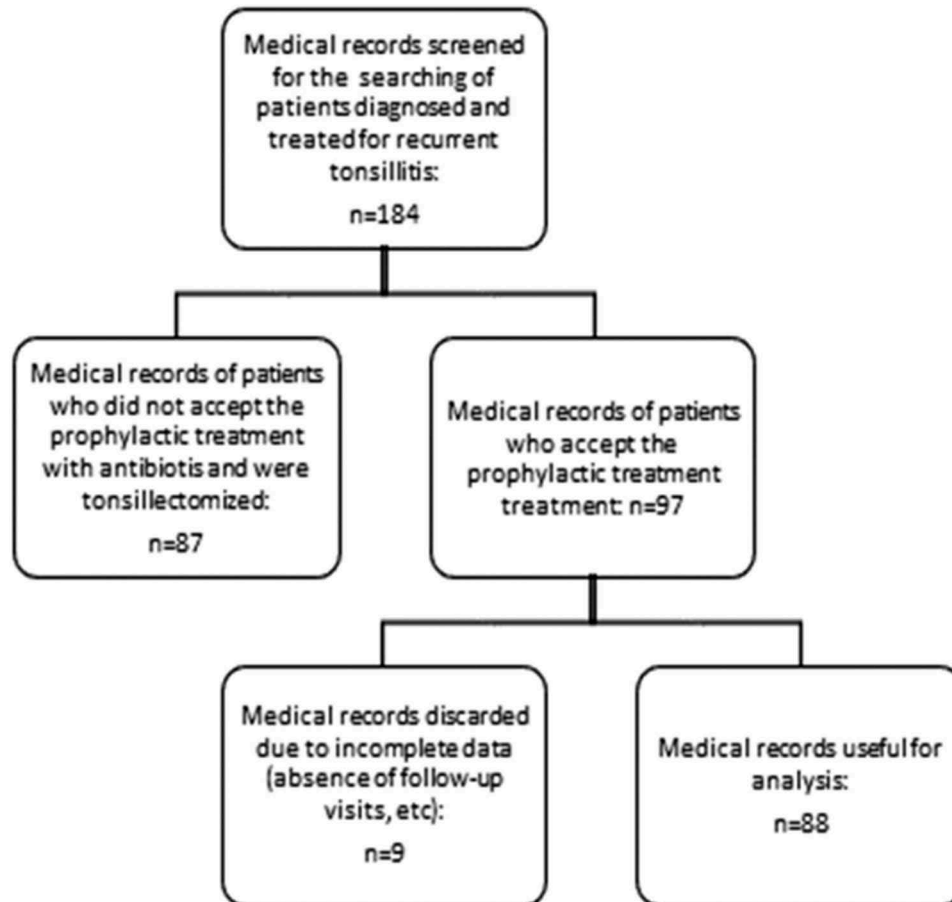 Medical records screened
for the searching of
patients diagnosed and
treated for recurrent
tonsillitis:
n=184
Medical records of patients
who did not accept the
prophylactic treatment
with antibiotis and were
tonsillectomized:
n=87
Medical records of patients
who accept the
prophylactic treatment
treatment: n=97
Medical records discarded
due to incomplete data
(absence of follow-up
visits, etc):
n=9
Medical records useful for
analysis:
n=88